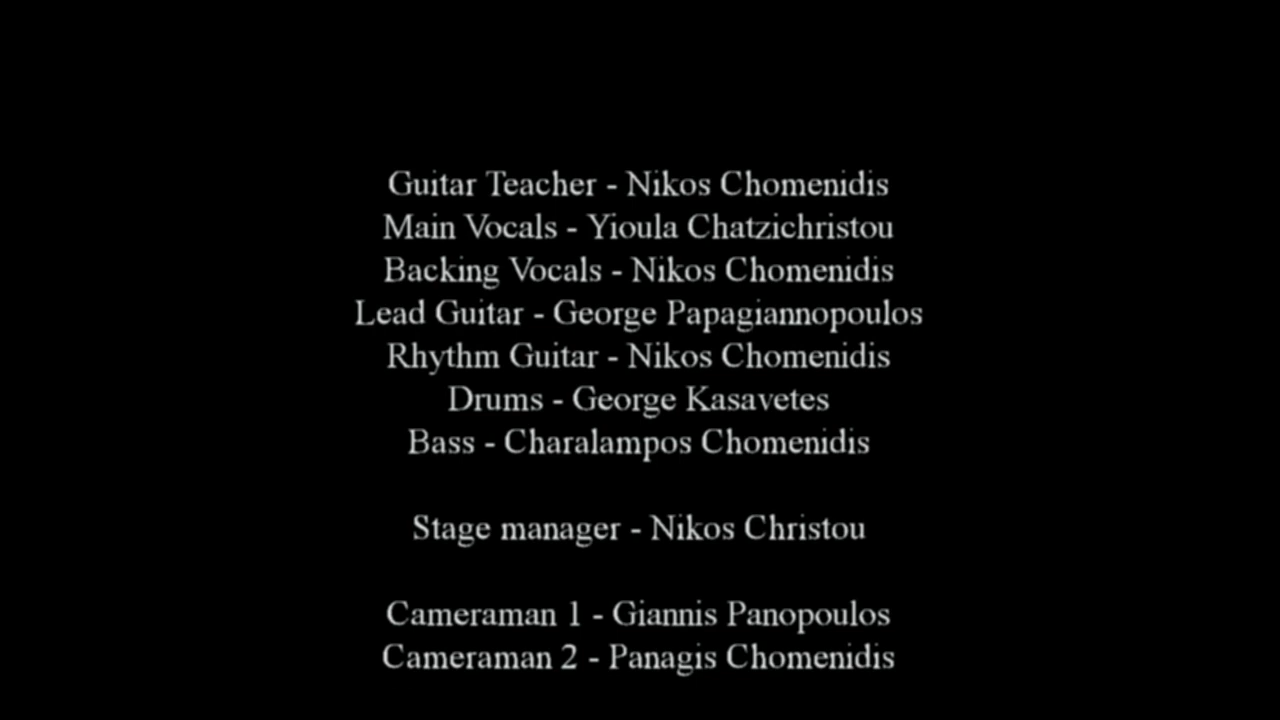 Guitar Teacher - Nikos Chomenidis
Main Vocals - Yioula Chatzichristou
Backing Vocals - Nikos Chomenidis
Lead Guitar - George Papagiannopoulos
Rhythm Guitar - Nikos Chomenidis
Drums - George Kasavetes
Bass - Charalampos Chomenidis
Stage manager - Nikos Christou
Cameraman 1 - Giannis Panopoulos
Cameraman 2 - Panagis Chomenidis